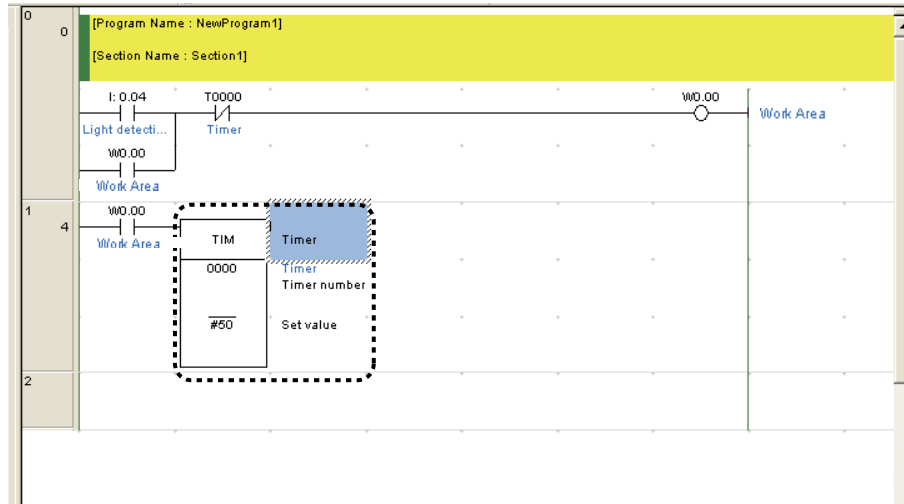 0
0
[Program Name : NewProgram1]
[Section Name : Section1]
I: 0.04
T0000
W0.00
Light detecti...
Timer
Work Area
W0.00
Work Area
1
4
W0.00
Work Area
TIM
Timer
0000
Timer
Timer number
#50
Set value
2